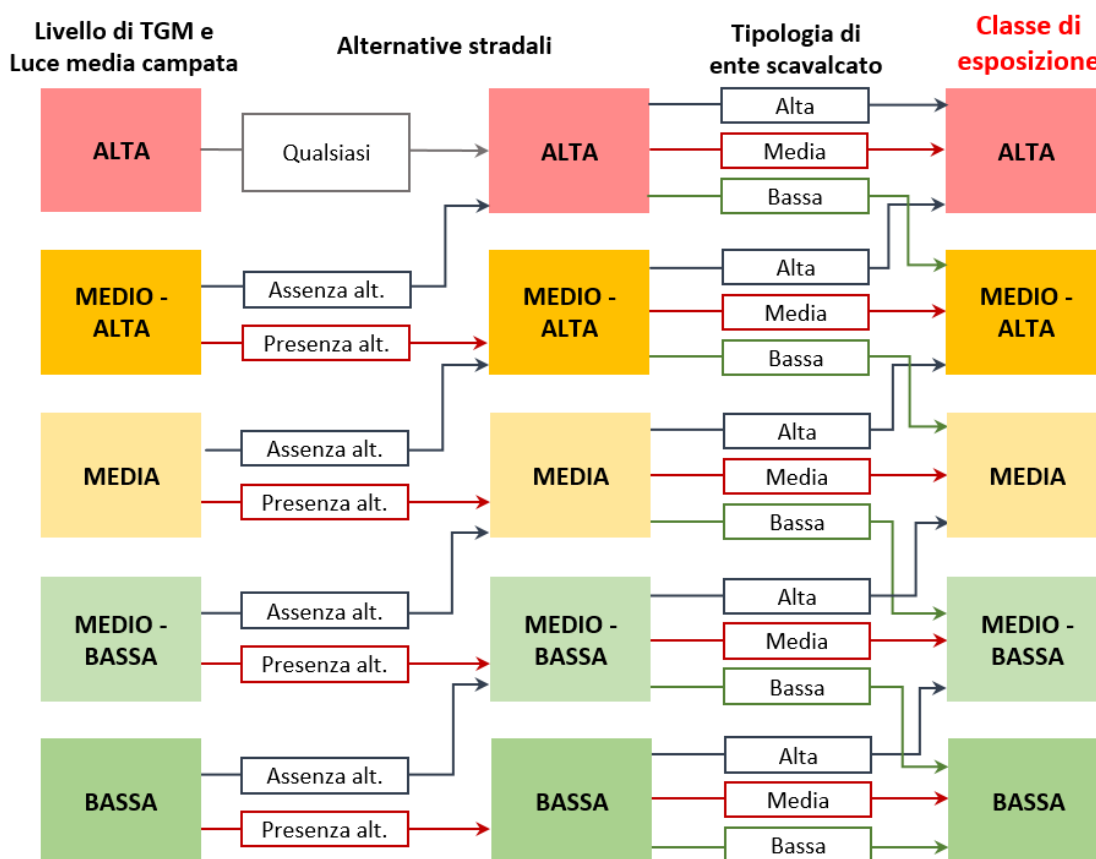 Livello di TGM e
Luce media campata
Alternative stradali
Tipologia di
ente scavalcato
Classe di
esposizione
ALTA
Qualsiasi
ALTA
Alta
Media
Bassa
ALTA
MEDIO -
ALTA
Assenza alt.
Presenza alt.
MEDIO -
ALTA
Alta
Media
Bassa
MEDIO -
ALTA
MEDIA
Assenza alt.
Presenza alt.
MEDIA
Alta
Media
Bassa
MEDIA
MEDIO -
BASSA
Assenza alt.
Presenza alt.
MEDIO -
BASSA
Alta
Media
Bassa
MEDIO -
BASSA
BASSA
Assenza alt.
Presenza alt.
BASSA
Alta
Media
Bassa
BASSA